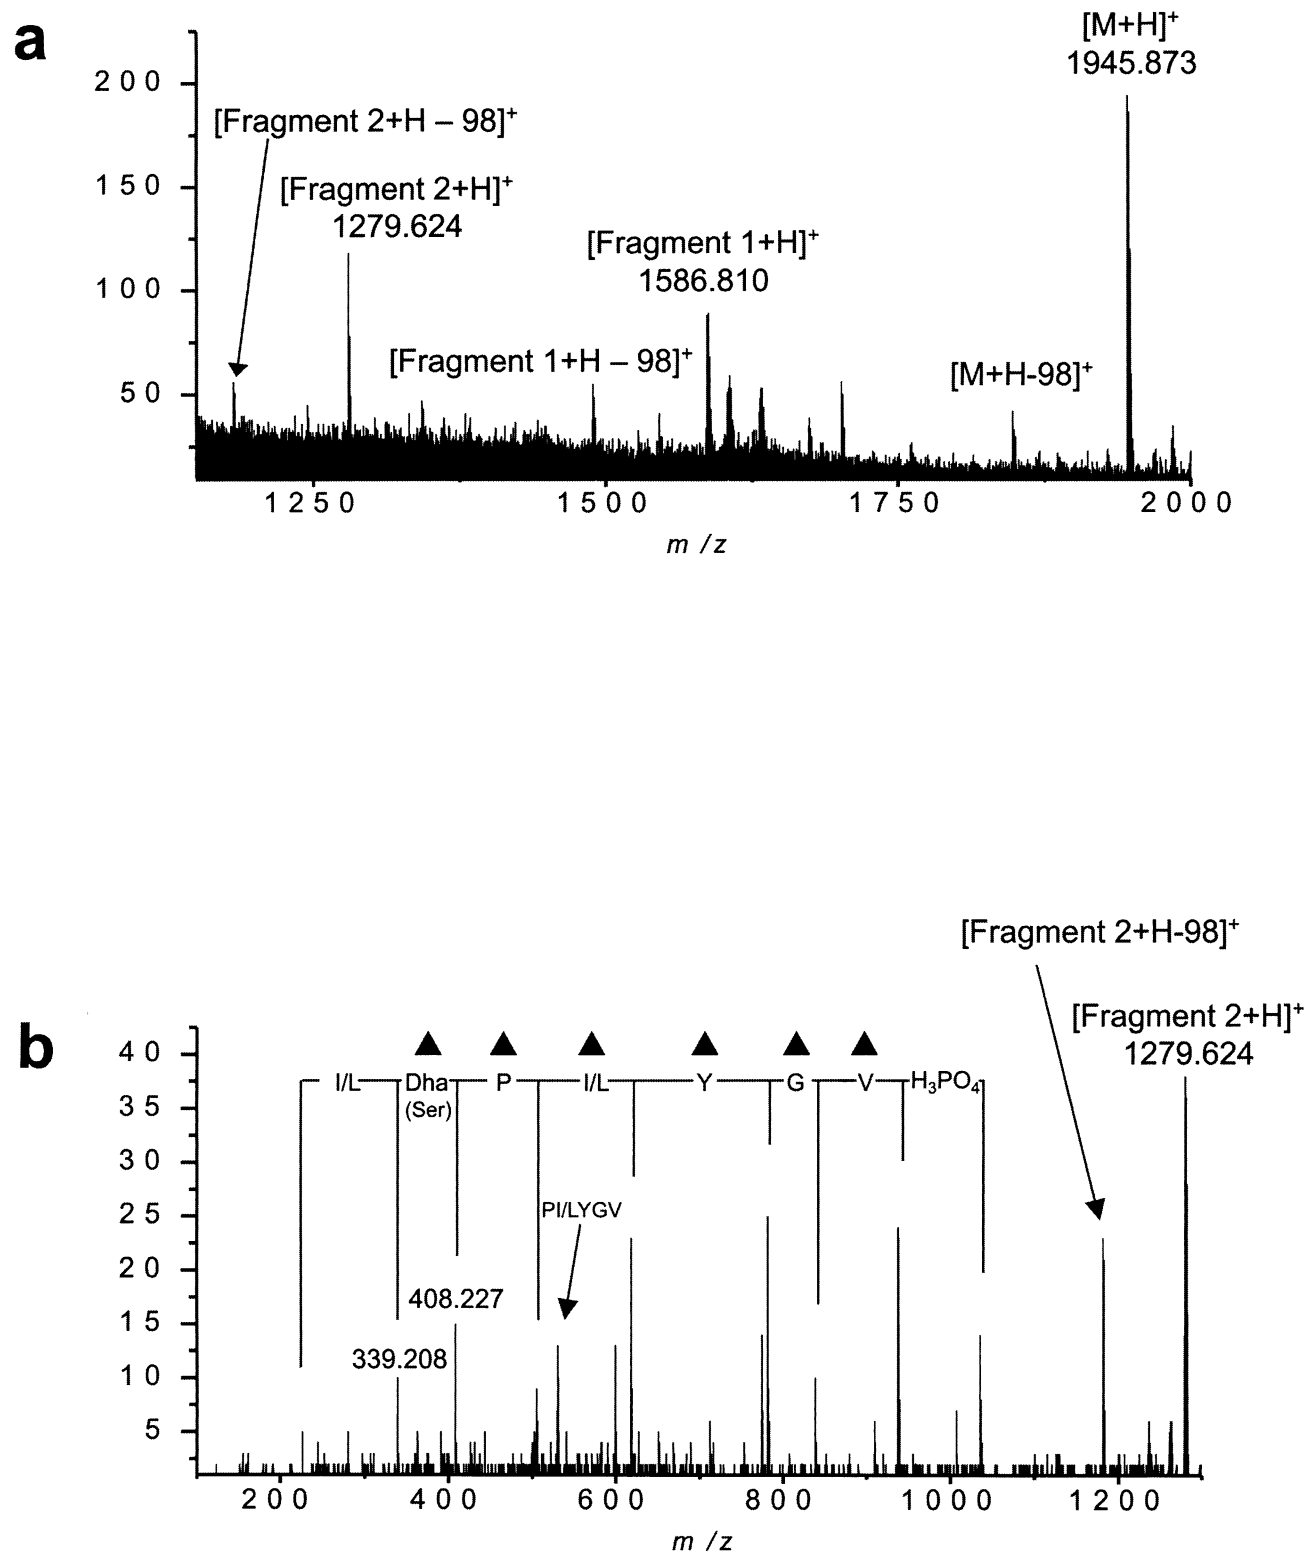 a
[M+H]+
1945.873
200
[Fragment 2+H – 98]+
150
[Fragment 2+H]+
1279.624
[Fragment 1+H]+
1586.810
100
[Fragment 1+H – 98]+
[M+H-98]+
50
1250 1500 1750 2000
m /z
[Fragment 2+H-98]+
[Fragment 2+H]+
1279.624
b
40
I/L Dha P I/L Y G V H3PO4
(Ser)
35
30
PI/LYGV
25
20
408.227
15
339.208
10
5
200 400 600 800 1000 1200
m /z